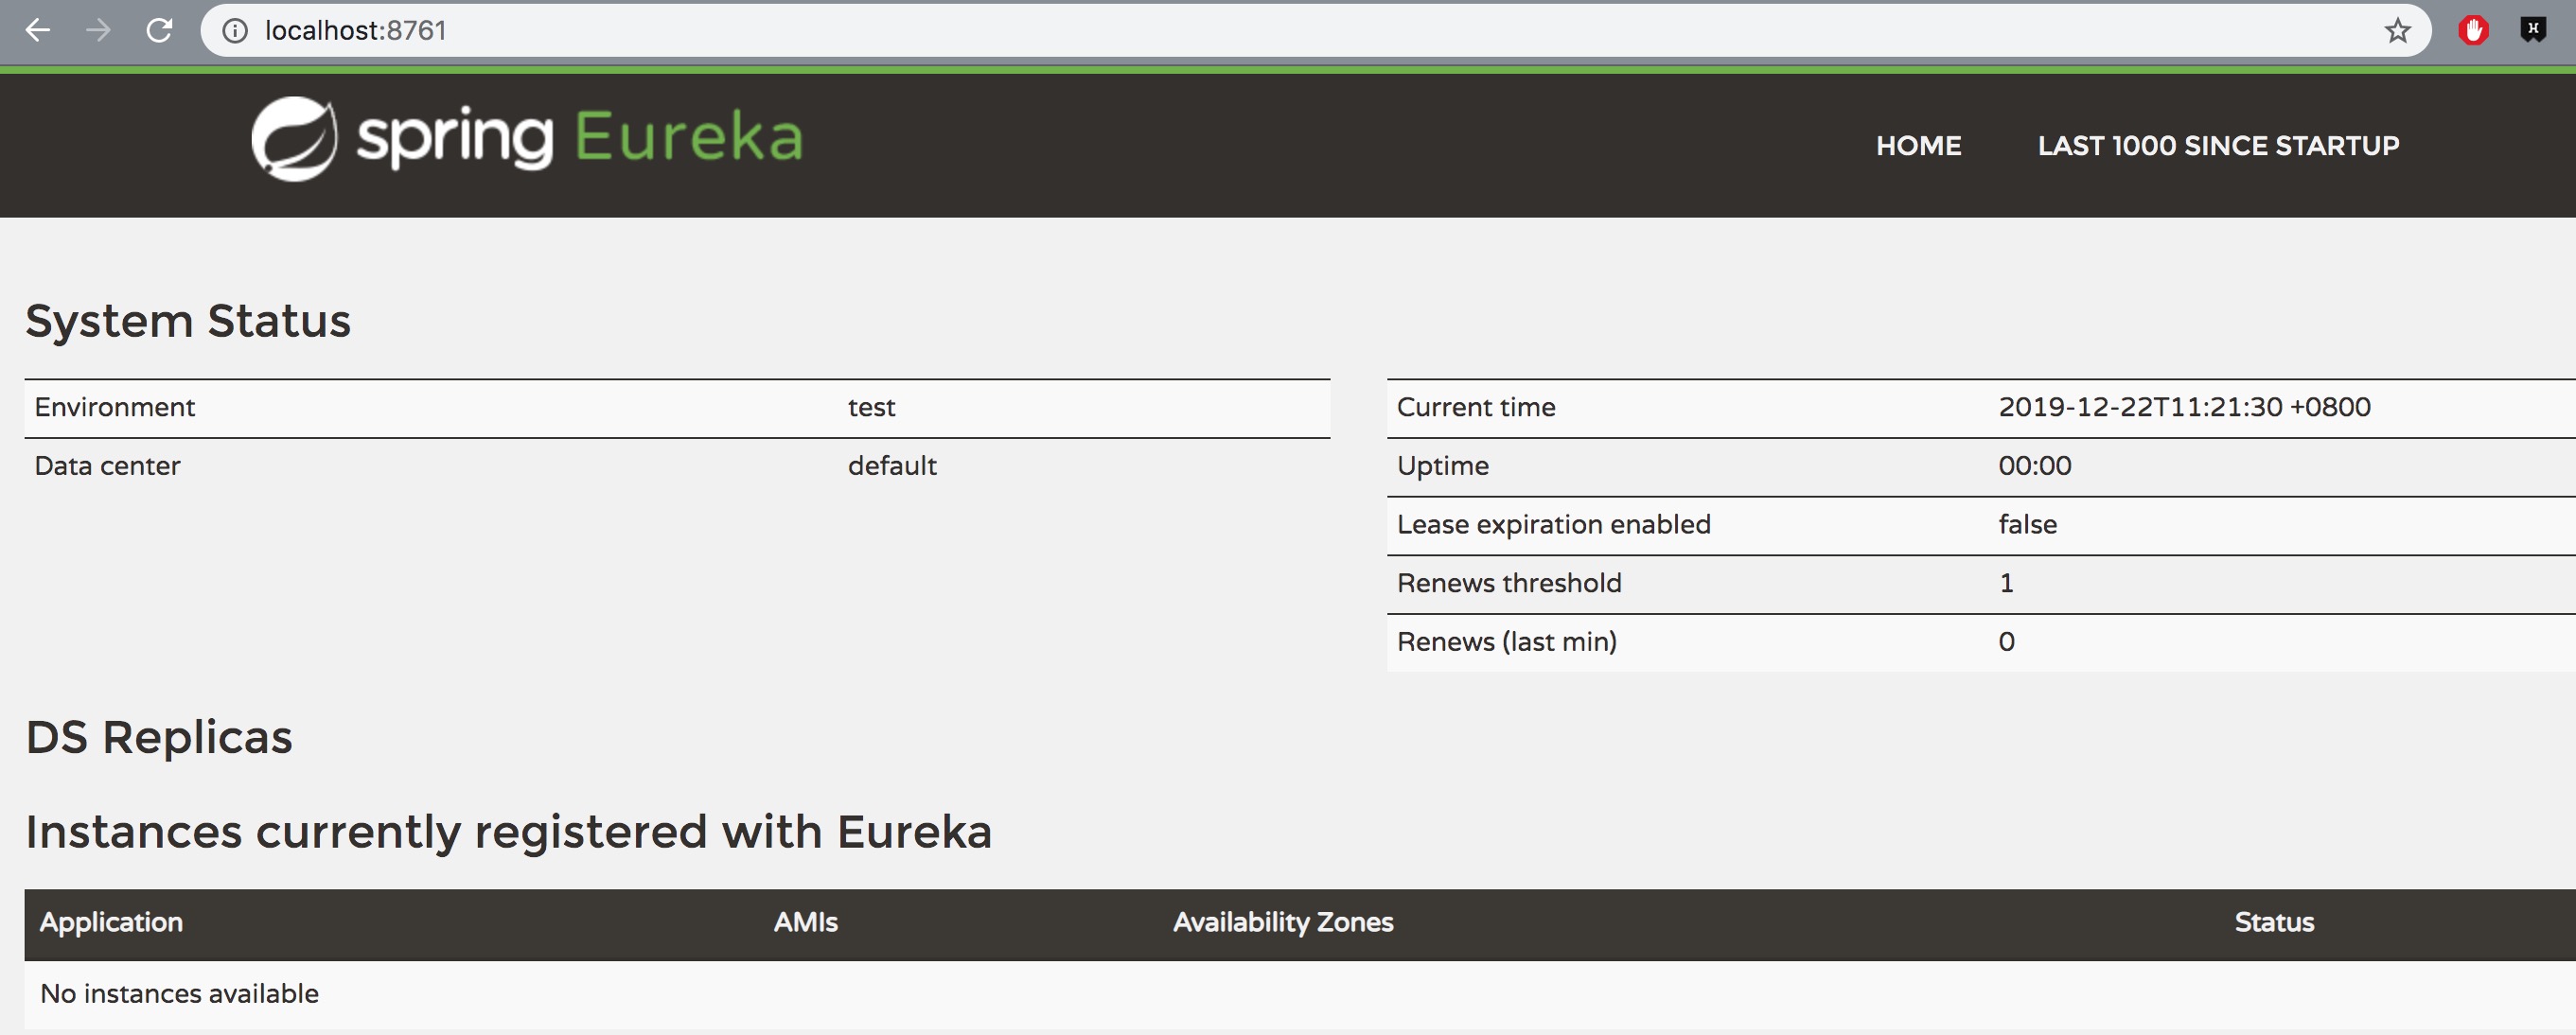 localhost:8761
spring Eureka
HOME LAST 1000 SINCE STARTUP
System Status
Environment test
Data center default
Current time 2019-12-22T11:21:30 +0800
Uptime 00:00
Lease expiration enabled false
Renews threshold 1
Renews (last min) 0
DS Replicas
Instances currently registered with Eureka
Application AMIs Availability Zones Status
No instances available